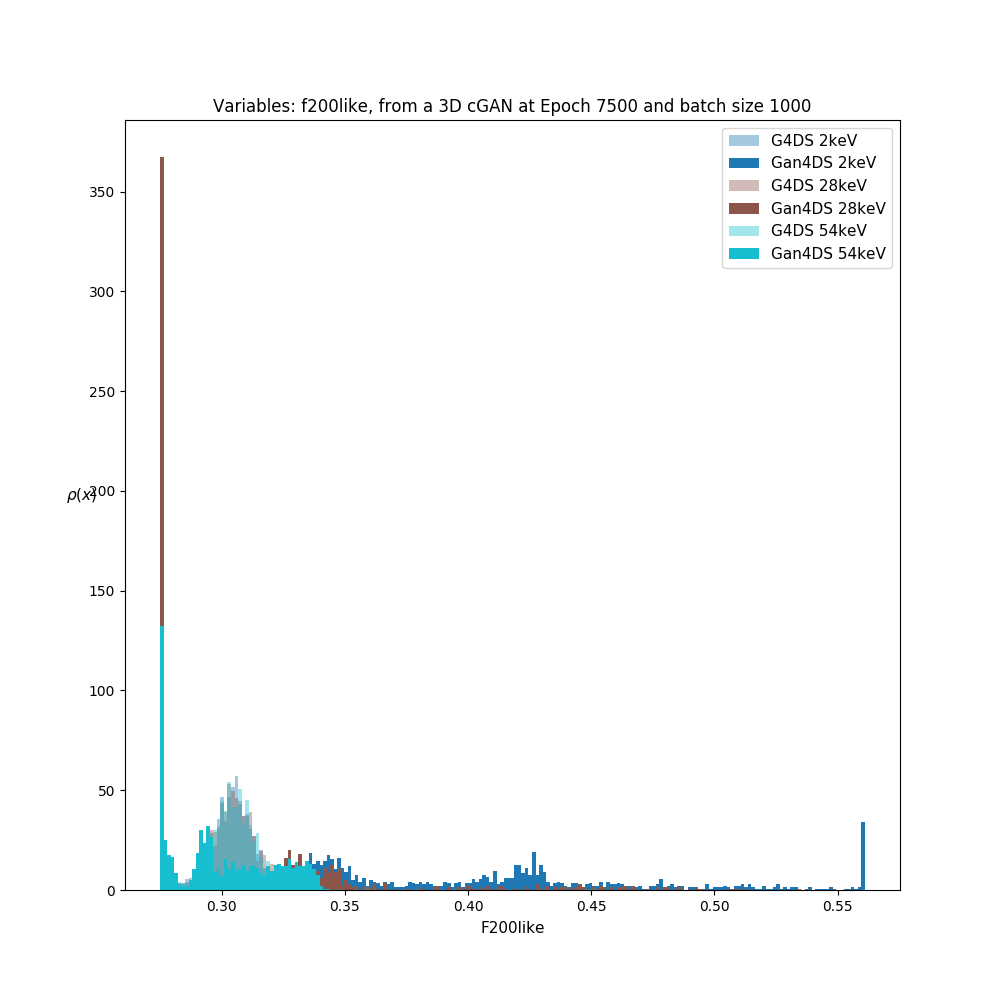 Variables: f200like, from a 3D cGAN at Epoch 7500 and batch size 1000
G4DS 2keV
Gan4DS 2keV
G4DS 28keV
Gan4DS 28keV
G4DS 54keV
Gan4DS 54keV
350
300
250
200
ρ(x)
150
100
50
0
0.30 0.35 0.40 0.45 0.50 0.55
F200like